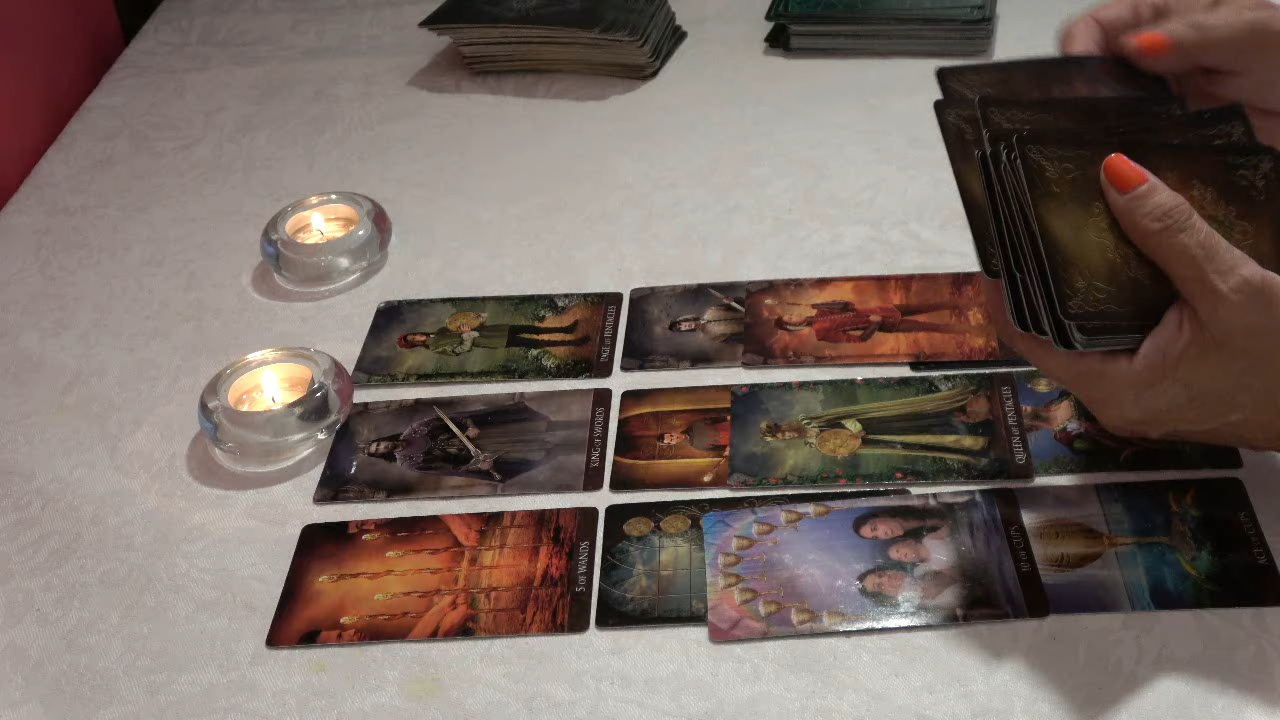 PAGE OF PENTACLES
KING OF SWORDS
QUEEN OF PENTACLES
5 OF WANDS
10 OF CUPS
ACE OF CUPS